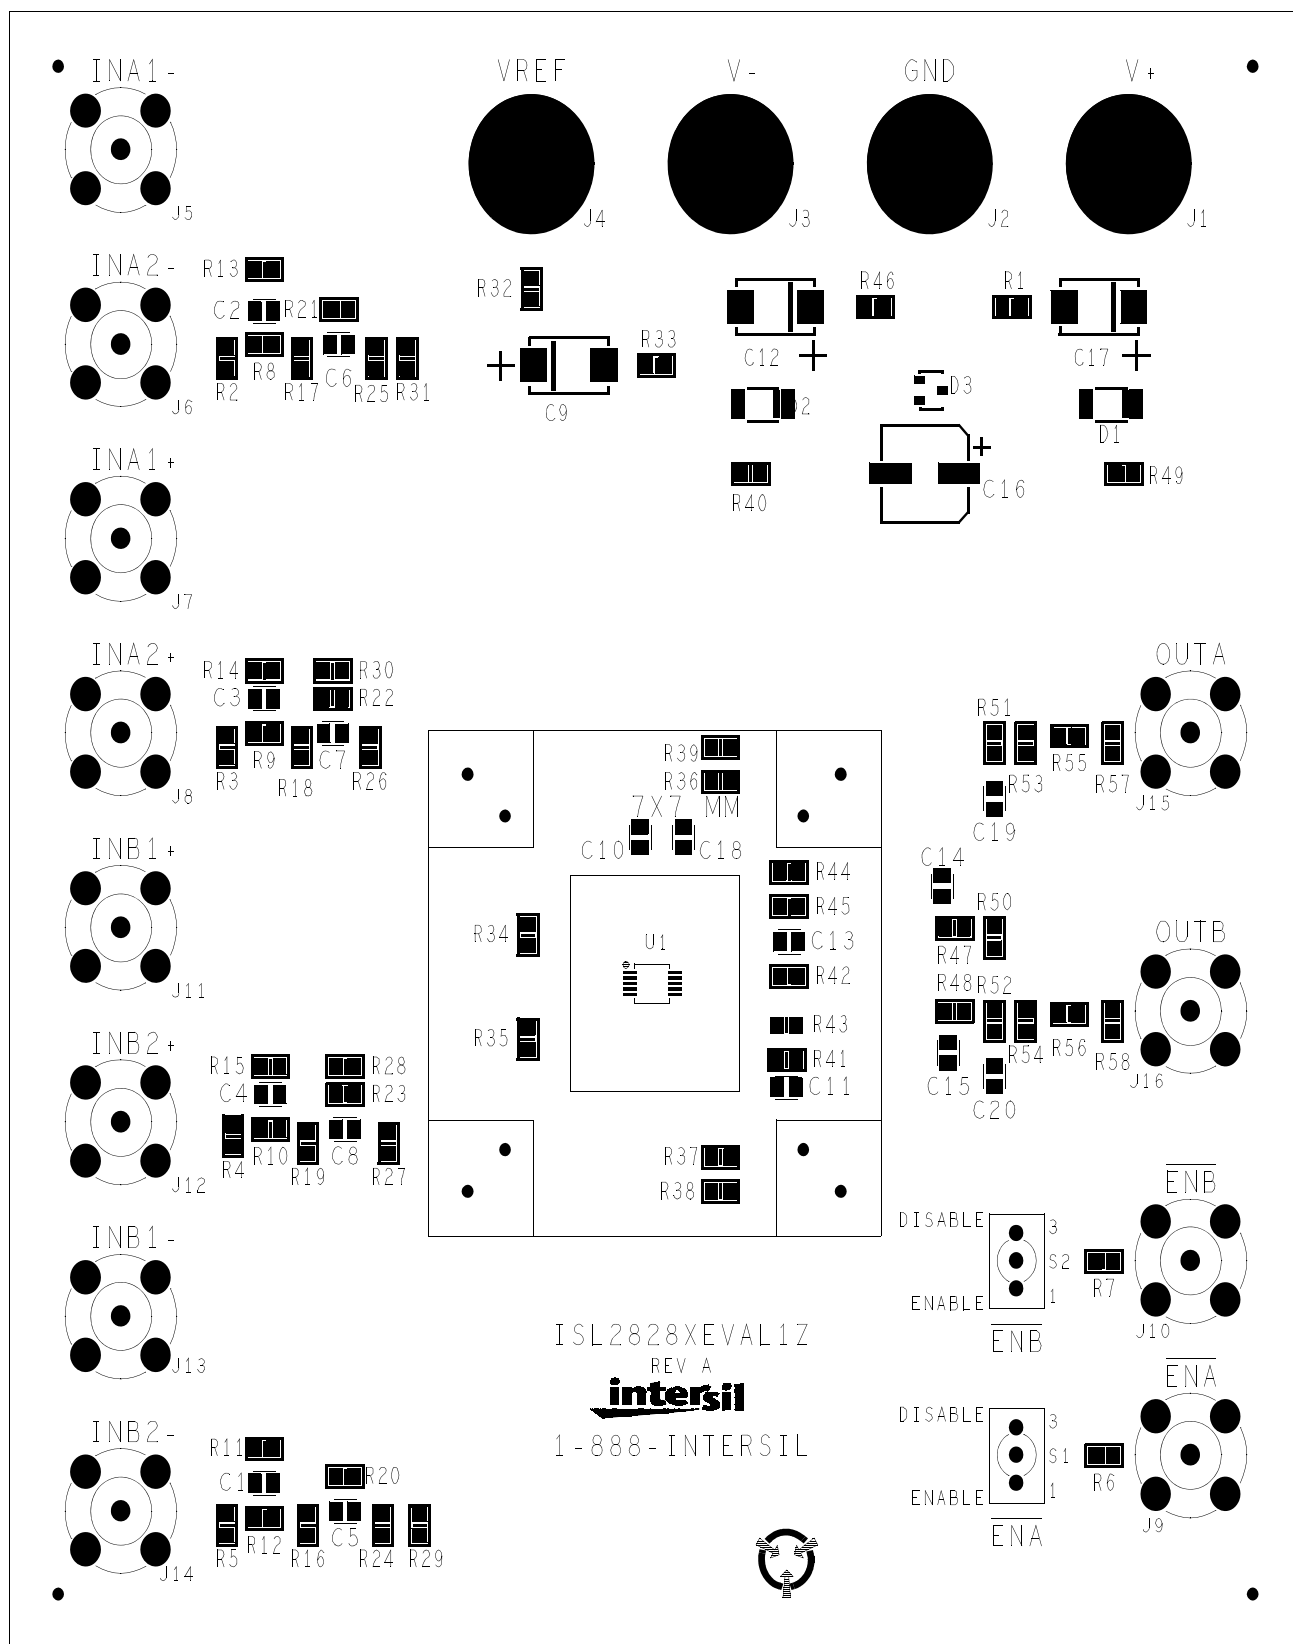 INA1-
VREF
V-
GND
V+
J5
J4
J3
J2
J1
INA2-
R13
C2
R21
R32
R46
R1
R8
C6
R33
C12
C17
R2
R17
R25
R31
C9
J6
D3
D2
D1
INA1+
R40
C16
R49
J7
INA2+
OUTA
R14
R30
C3
R22
R51
R39
R9
C7
R55
R3
R18
R26
R36
R53
R57
J8
7X7 MM
J15
C19
INB1+
C10
C18
C14
R44
R45
R50
R34
U1
C13
OUTB
R47
R42
J11
R48
R52
R43
INB2+
R35
R15
R28
R41
R54
R56
R58
C4
R23
C11
C15
J16
C20
R10
C8
R4
R19
R27
R37
J12
R38
ENB
INB1-
DISABLE
3
S2
R7
ENABLE
1
ISL2828XEVAL1Z
ENB
J10
J13
REV A
ENA
intersil
DISABLE
3
INB2-
1-888-INTERSIL
R11
S1
C1
R20
R6
ENABLE
1
R12
C5
J9
R5
R16
R24
R29
ENA
J14